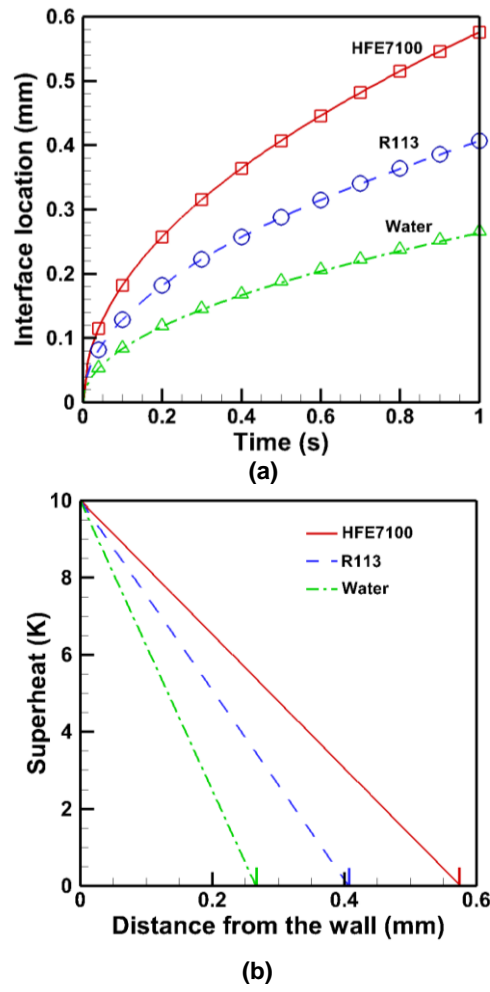 0.6
0.5
0.4
0.3
0.2
0.1
0
Interface location (mm)
HFE7100
R113
Water
0 0.2 0.4 0.6 0.8 1
Time (s)
(a)
10
8
6
4
2
0
Superheat (K)
HFE7100
R113
Water
0 0.2 0.4 0.6
Distance from the wall (mm)
(b)